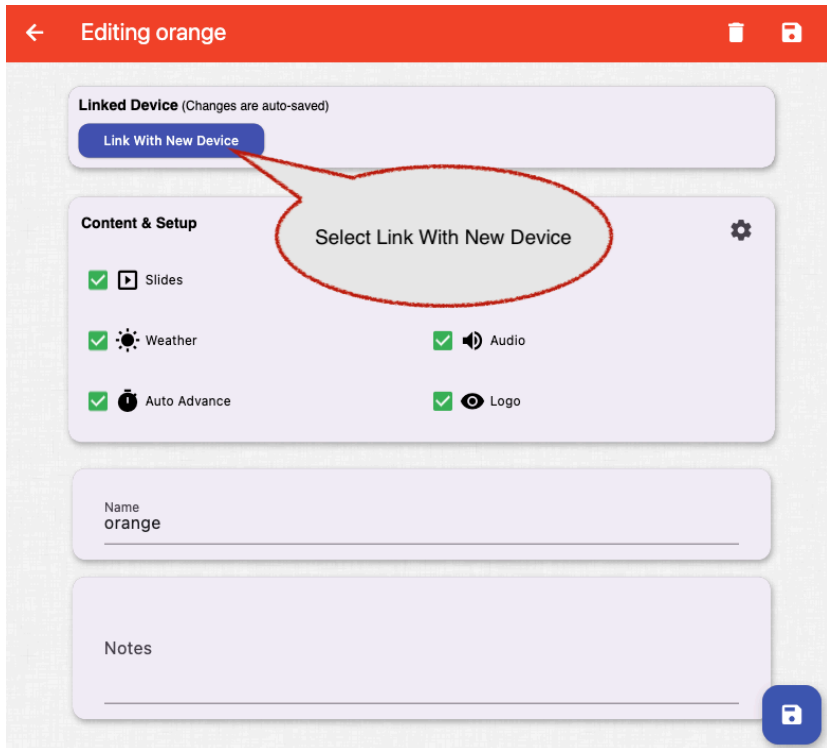 Editing orange
Linked Device (Changes are auto-saved)
Link With New Device
Select Link With New Device
Content & Setup
Slides
Weather
Audio
Auto Advance
Logo
Name
orange
Notes